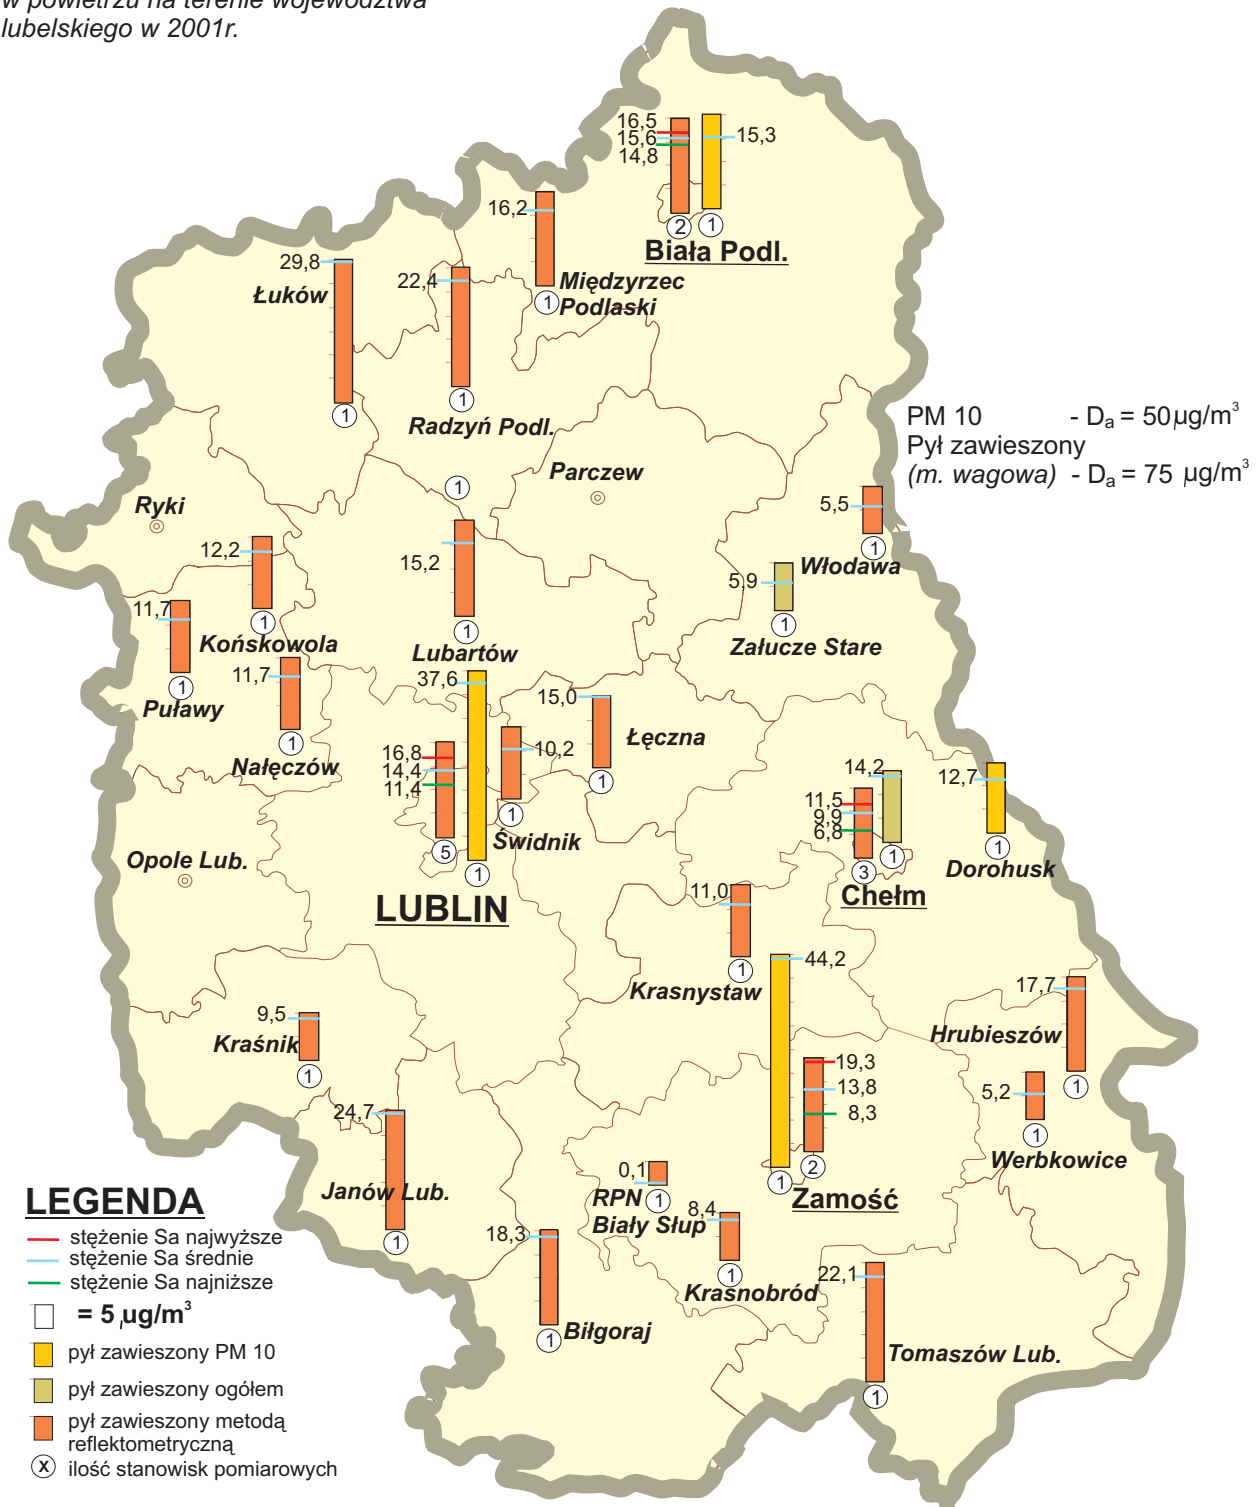 w powietrzu na terenie województwa
lubelskiego w 2001r.
16,5
15,6
14,8
15,3
2
1
Biała Podl.
16,2
1
Międzyrzec
Podlaski
29,8
Łuków
1
22,4
1
Radzyń Podl.
PM 10 - Da = 50µg/m³
Pył zawieszony
(m. wagowa) - Da = 75 µg/m³
Parczew
1
Ryki
5,5
1
Włodawa
12,2
1
Końskowola
15,2
1
Lubartów
5,9
1
Załucze Stare
11,7
1
Puławy
11,7
1
Nałęczów
37,6
1
16,8
14,4
11,4
5
LUBLIN
10,2
1
Świdnik
15,0
1
Łęczna
14,2
1
11,5
9,9
6,8
3
Chełm
12,7
1
Dorohusk
Opole Lub.
11,0
1
Krasnystaw
44,2
1
19,3
13,8
8,3
2
Zamość
17,7
Hrubieszów
1
5,2
1
Werbkowice
9,5
Kraśnik
1
24,7
Janów Lub.
1
0,1
1
RPN
Biały Słup
8,4
1
Krasnobród
18,3
1
Biłgoraj
22,1
Tomaszów Lub.
1
LEGENDA
stężenie Sa najwyższe
stężenie Sa średnie
stężenie Sa najniższe
= 5 µg/m³
pył zawieszony PM 10
pył zawieszony ogółem
pył zawieszony metodą
reflektometryczną
x ilość stanowisk pomiarowych